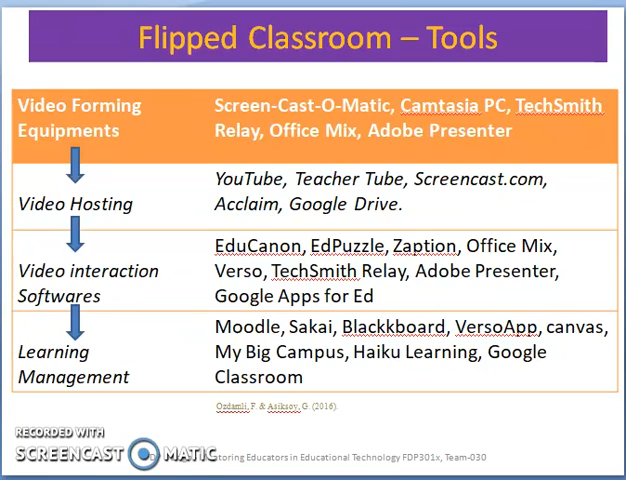 Flipped Classroom – Tools
Video Forming Equipments
Screen-Cast-O-Matic, Camtasia PC, TechSmith
Relay, Office Mix, Adobe Presenter
Video Hosting
YouTube, Teacher Tube, Screencast.com,
Acclaim, Google Drive.
Video interaction
Softwares
EduCanon, EdPuzzle, Zaption, Office Mix,
Verso, TechSmith Relay, Adobe Presenter,
Google Apps for Ed
Learning
Management
Moodle, Sakai, Blackkboard, VersoApp, canvas,
My Big Campus, Haiku Learning, Google
Classroom
Ozdamli, F. & Asiksoy, G. (2016).
RECORDED WITH
SCREENCAST MATIC
toring Educators in Educational Technology FDP301x, Team-030